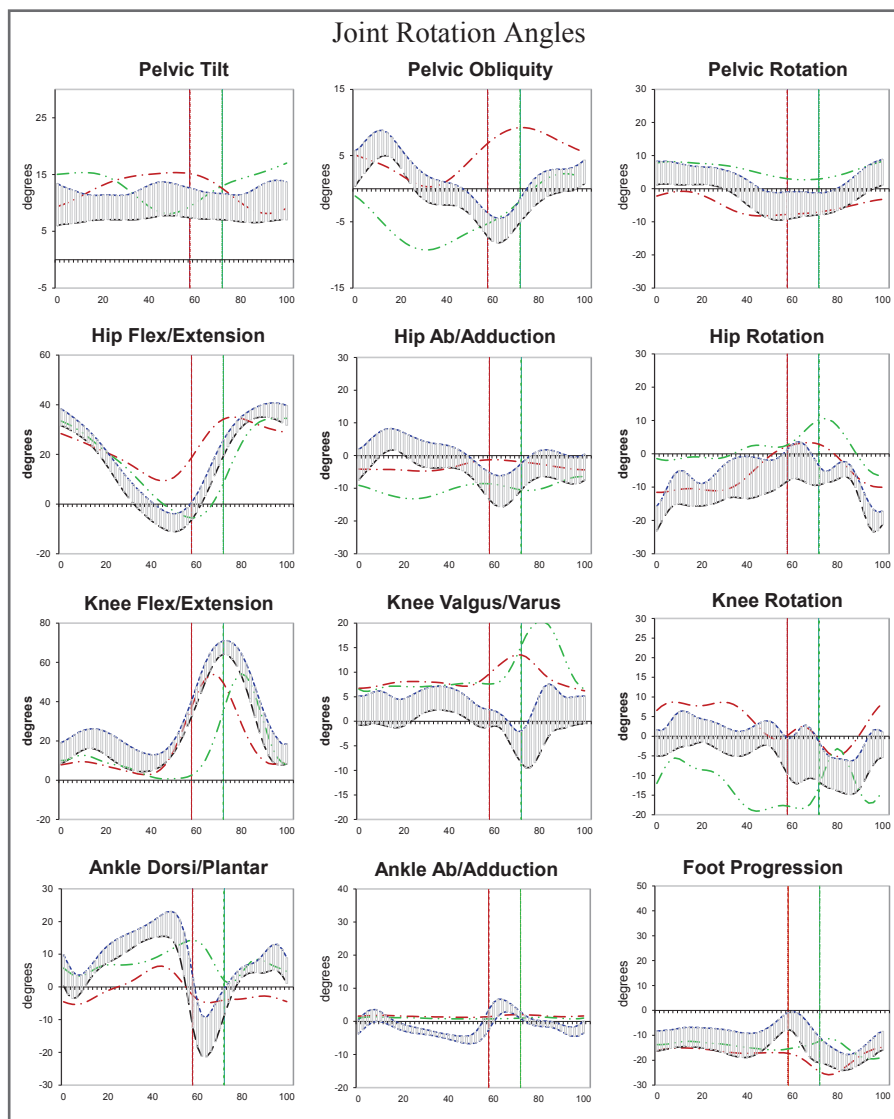 Joint Rotation Angles
Pelvic Tilt
Pelvic Obliquity
Pelvic Rotation
degrees
25
15
5
-5
0 20 40 60 80 100
15
5
-5
-15
0 20 40 60 80 100
degrees
30
20
10
0
-10
-20
-30
0 20 40 60 80 100
Hip Flex/Extension
Hip Ab/Adduction
Hip Rotation
degrees
60
40
20
0
-20
0 20 40 60 80 100
degrees
30
20
10
0
-10
-20
-30
0 20 40 60 80 100
degrees
30
20
10
0
-10
-20
-30
0 20 40 60 80 100
Knee Flex/Extension
Knee Valgus/Varus
Knee Rotation
degrees
100
80
60
40
20
0
-20
0 20 40 60 80 100
degrees
20
15
10
5
0
-5
-10
-15
-20
0 20 40 60 80 100
degrees
30
25
20
15
10
5
0
-5
-10
-15
-20
0 20 40 60 80 100
Ankle Dorsi/Plantar
Ankle Ab/Adduction
Foot Progression
degrees
30
20
10
0
-10
-20
-30
0 20 40 60 80 100
degrees
40
30
20
10
0
-10
-20
0 20 40 60 80 100
degrees
50
40
30
20
10
0
-10
-20
-30
0 20 40 60 80 100